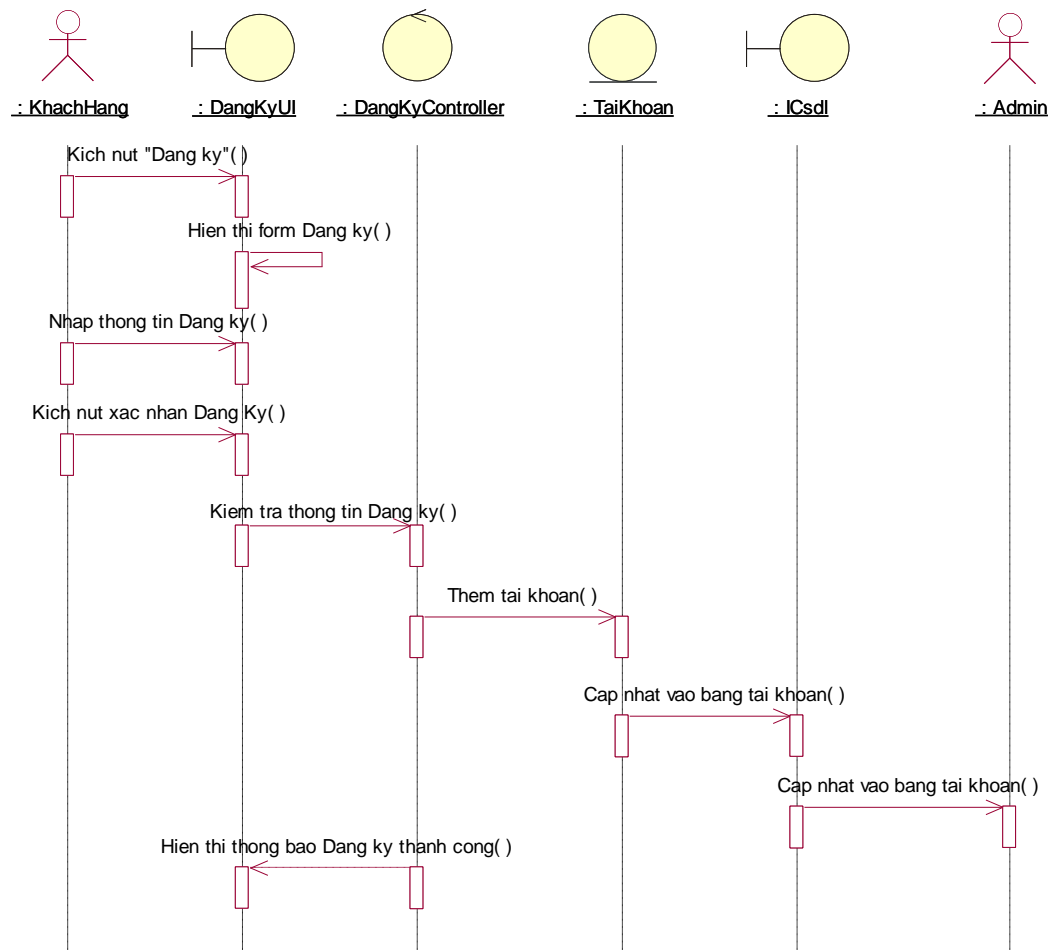 : KhachHang
: DangKyUI
: DangKyController
: TaiKhoan
: ICsdl
: Admin
Kich nut "Dang ky"( )
Hien thi form Dang ky( )
Nhap thong tin Dang ky( )
Kich nut xac nhan Dang Ky( )
Kiem tra thong tin Dang ky( )
Them tai khoan( )
Cap nhat vao bang tai khoan( )
Cap nhat vao bang tai khoan( )
Hien thi thong bao Dang ky thanh cong( )